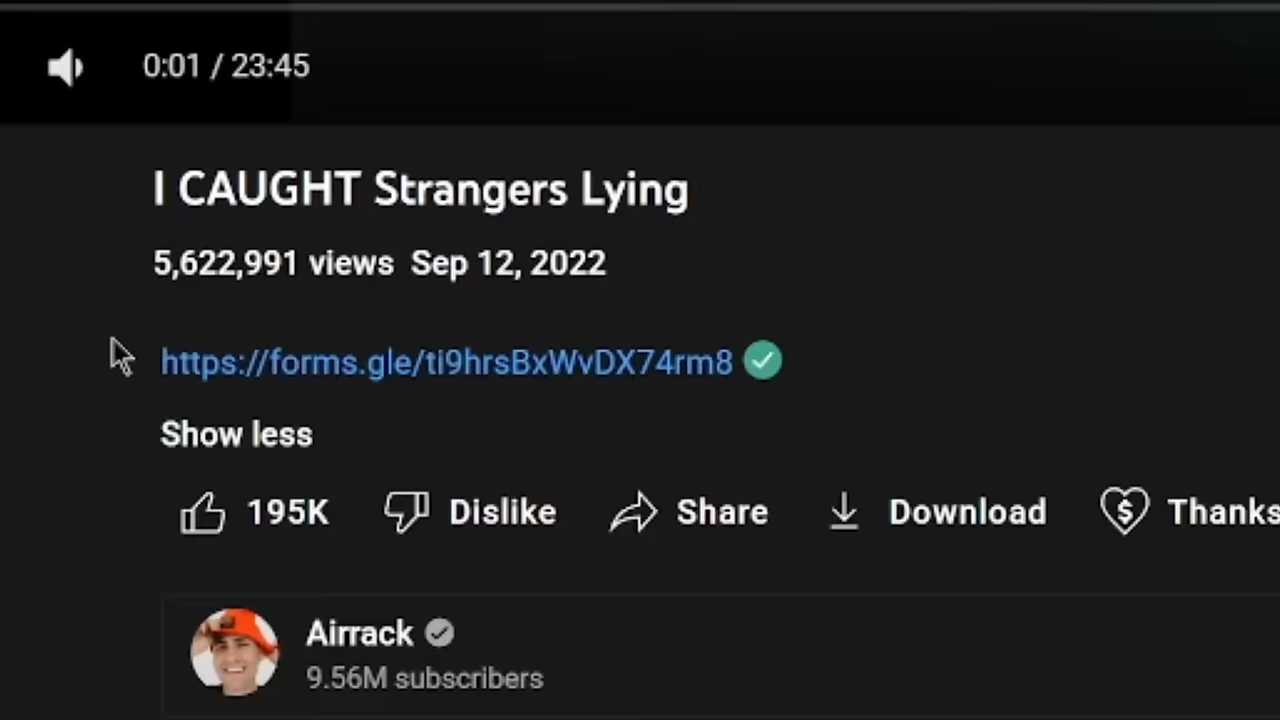 0:01 / 23:45
I CAUGHT Strangers Lying
5,622,991 views Sep 12, 2022
https://forms.gle/ti9hrsBxWvDX74rm8
Show less
195K Dislike Share Download Thanks
Airrack
9.56M subscribers